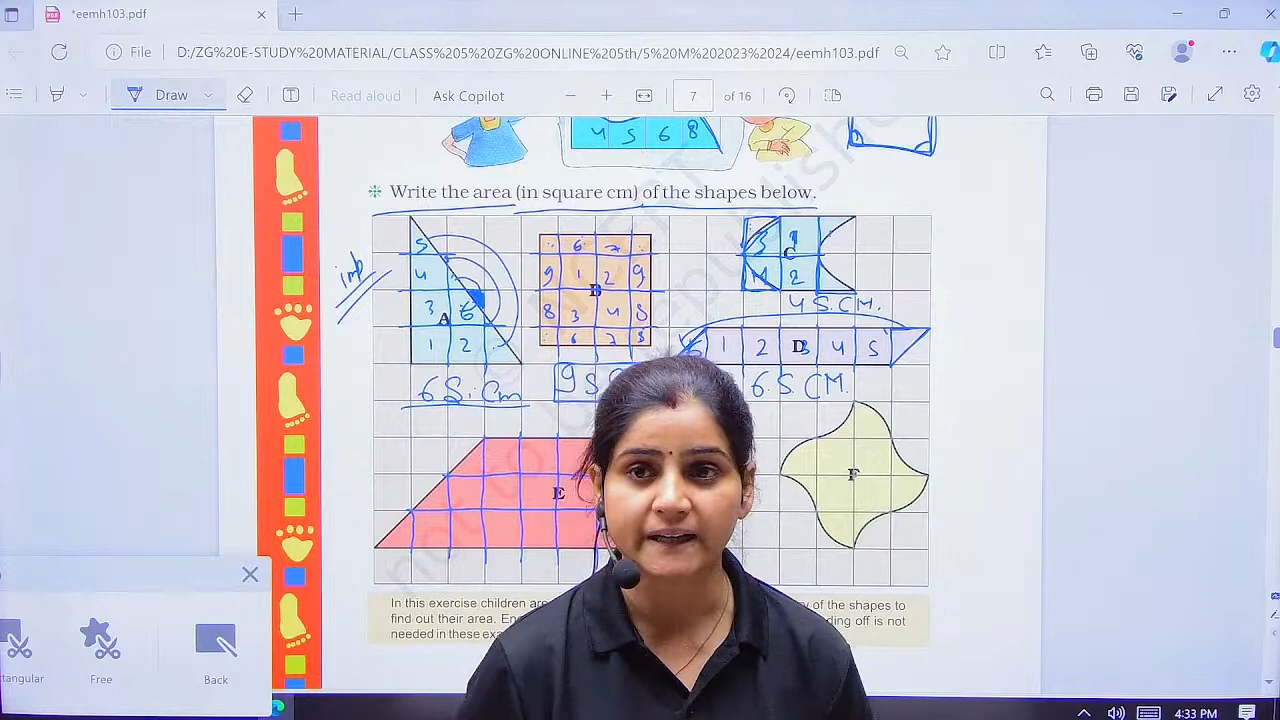 *eemh103.pdf
File D:/ZG%20E-STUDY%20MATERIAL/CLASS%205%20ZG%20ONLINE%205th/5%20M%202023%2024/eemh103.pdf
Draw Read aloud Ask Copilot 7 of 16
4 5 6 8
Write the area (in square cm) of the shapes below.
imp
5
4
3 6
A
1 2
6 S.Cm
6 7
9 1 2 9
B
8 3 4 8
6 7 8
9 S
3 1
C
2
4 S.CM.
6 1 2 3 D 4 5
6.S.CM.
E
F
In this exercise children are
y of the shapes to
find out their area.
ding off is not
needed in these
tangular Free Back
4:33 PM